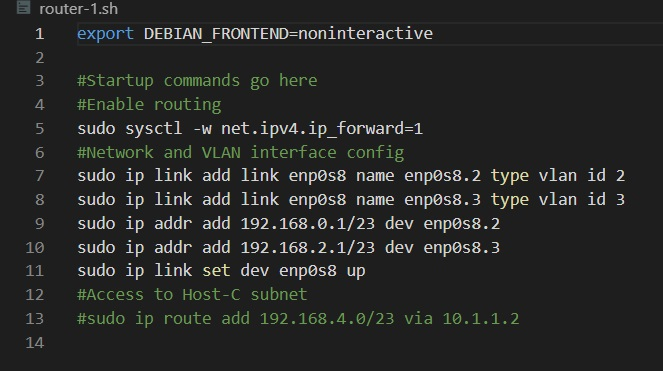 router-1.sh
1 export DEBIAN_FRONTEND=noninteractive
2
3 #Startup commands go here
4 #Enable routing
5 sudo sysctl -w net.ipv4.ip_forward=1
6 #Network and VLAN interface config
7 sudo ip link add link enp0s8 name enp0s8.2 type vlan id 2
8 sudo ip link add link enp0s8 name enp0s8.3 type vlan id 3
9 sudo ip addr add 192.168.0.1/23 dev enp0s8.2
10 sudo ip addr add 192.168.2.1/23 dev enp0s8.3
11 sudo ip link set dev enp0s8 up
12 #Access to Host-C subnet
13 #sudo ip route add 192.168.4.0/23 via 10.1.1.2
14